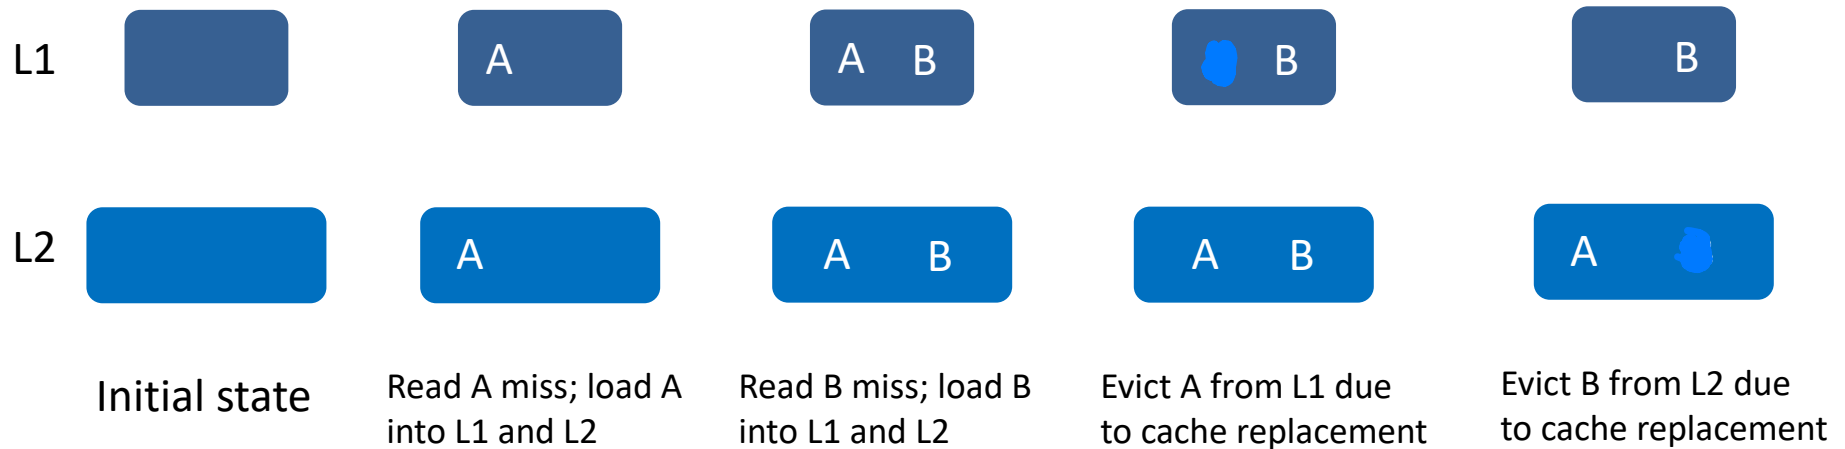 L1
A
A B
B
B
L2
A
A B
A B
A
Initial state
Read A miss; load A
into L1 and L2
Read B miss; load B
into L1 and L2
Evict A from L1 due
to cache replacement
Evict B from L2 due
to cache replacement